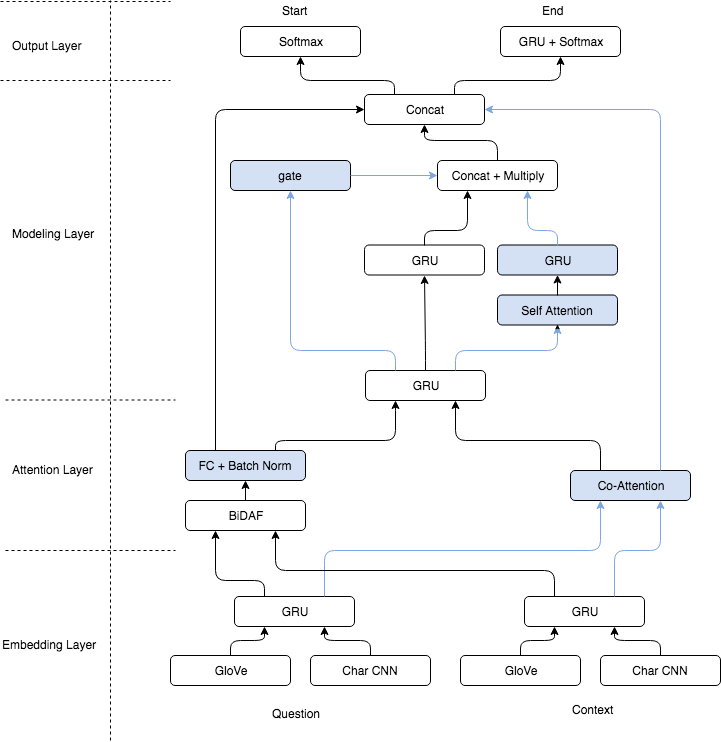 Start
End
Output Layer
Softmax
GRU + Softmax
Concat
gate
Concat + Multiply
Modeling Layer
GRU
GRU
Self Attention
GRU
Attention Layer
FC + Batch Norm
Co-Attention
BiDAF
GRU
GRU
Embedding Layer
GloVe
Char CNN
GloVe
Char CNN
Question
Context